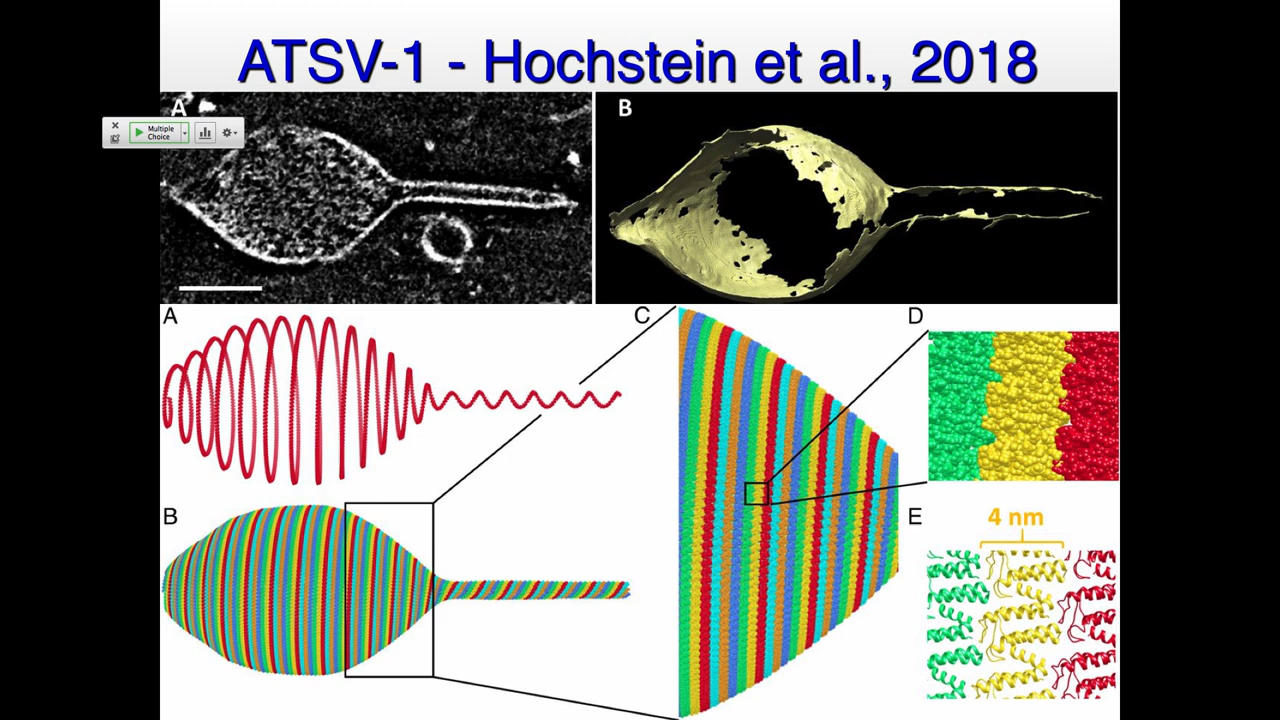 ATSV-1 - Hochstein et al., 2018
A
B
Multiple
Choice
A
C
D
B
E
4 nm